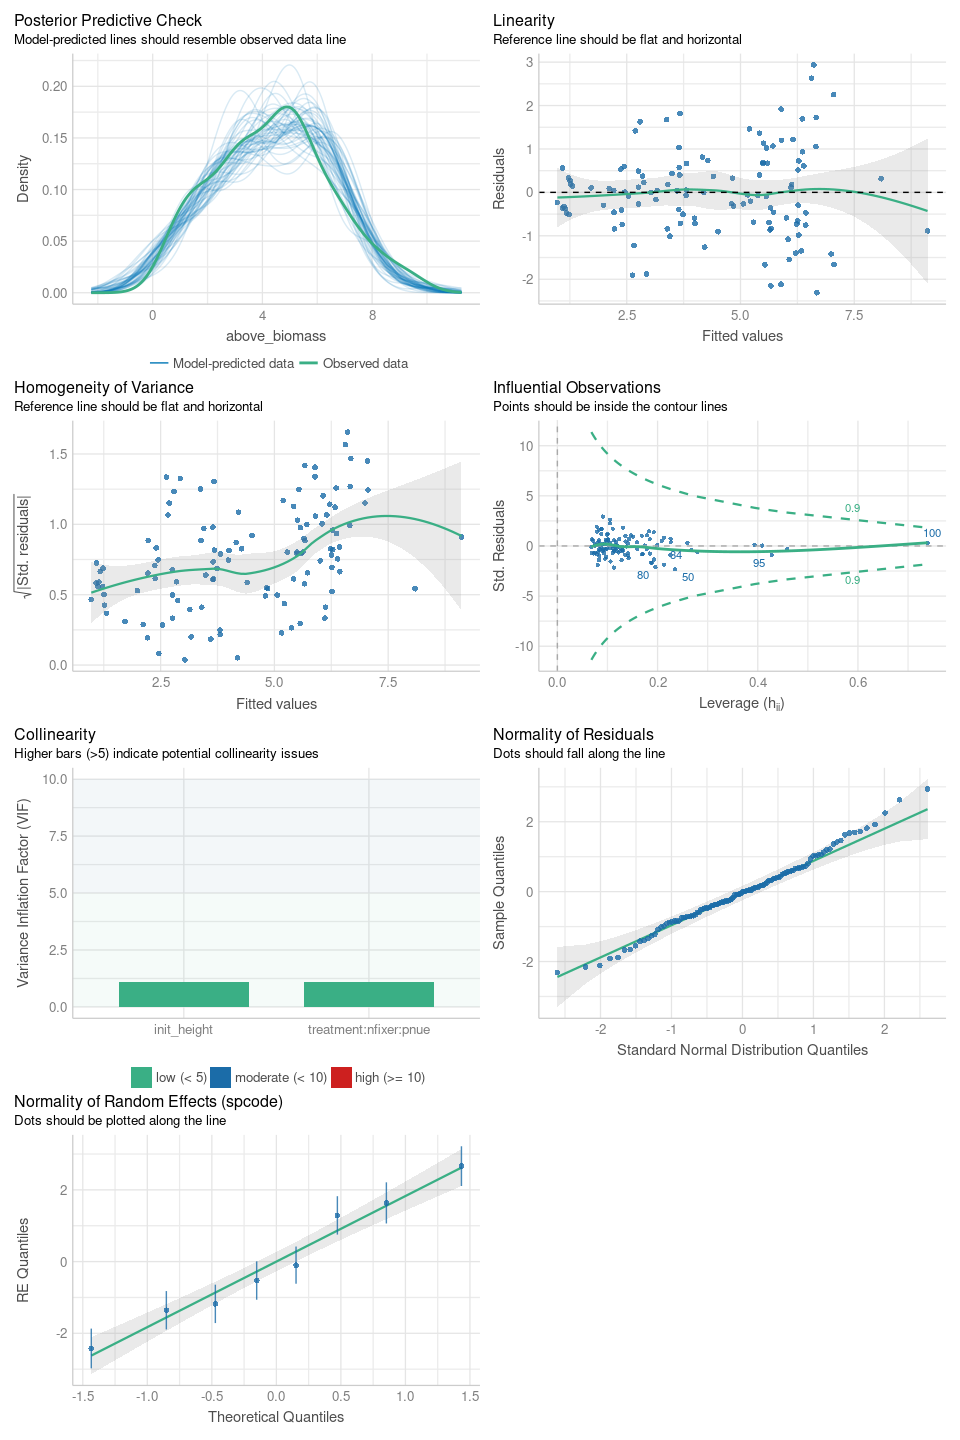 Posterior Predictive Check
Model-predicted lines should resemble observed data line
Density
0.20
0.15
0.10
0.05
0.00
0 4 8
above_biomass
Model-predicted data Observed data
Linearity
Reference line should be flat and horizontal
Residuals
3
2
1
0
-1
-2
2.5 5.0 7.5
Fitted values
Homogeneity of Variance
Reference line should be flat and horizontal
√|Std. residuals|
1.5
1.0
0.5
0.0
2.5 5.0 7.5
Fitted values
Influential Observations
Points should be inside the contour lines
Std. Residuals
10
5
0
-5
-10
0.9
100
84
95
80
50
0.9
0.0 0.2 0.4 0.6
Leverage (hii)
Collinearity
Higher bars (>5) indicate potential collinearity issues
Variance Inflation Factor (VIF)
10.0
7.5
5.0
2.5
0.0
init_height treatment:nfixer:pnue
low (< 5) moderate (< 10) high (>= 10)
Normality of Residuals
Dots should fall along the line
Sample Quantiles
2
0
-2
-2 -1 0 1 2
Standard Normal Distribution Quantiles
Normality of Random Effects (spcode)
Dots should be plotted along the line
RE Quantiles
2
0
-2
-1.5 -1.0 -0.5 0.0 0.5 1.0 1.5
Theoretical Quantiles